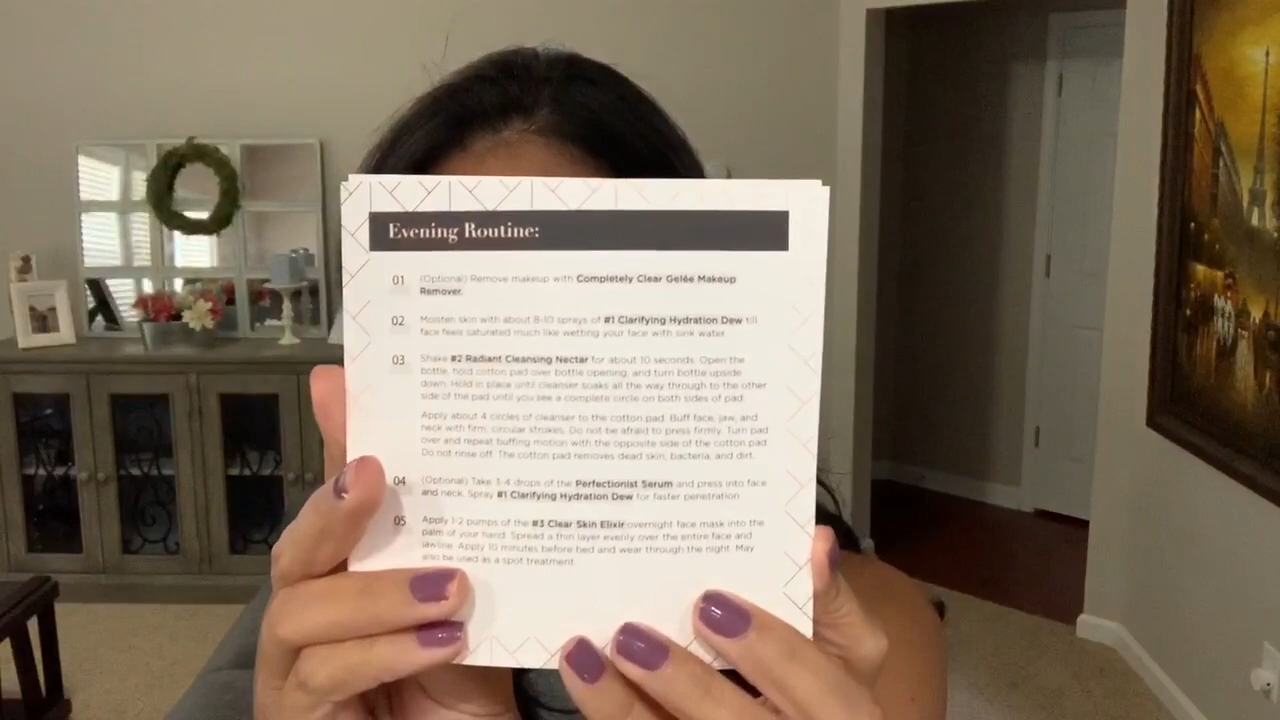 Evening Routine:
01 (Optional) Remove makeup with Completely Clear Gelée Makeup
Remover.
02 Moisten skin with about 8-10 sprays of #1 Clarifying Hydration Dew till
face feels saturated much like wetting your face with sink water.
03 Shake #2 Radiant Cleansing Nectar for about 10 seconds. Open the
bottle, hold cotton pad over bottle opening, and turn bottle upside
down. Hold in place until cleanser soaks all the way through to the other
side of the pad until you see a complete circle on both sides of pad.
Apply about 4 circles of cleanser to the cotton pad. Buff face, jaw, and
neck with firm, circular strokes. Do not be afraid to press firmly. Turn pad
over and repeat buffing motion with the opposite side of the cotton pad.
Do not rinse off. The cotton pad removes dead skin, bacteria, and dirt.
04 (Optional) Take 3-4 drops of the Perfectionist Serum and press into face
and neck. Spray #1 Clarifying Hydration Dew for faster penetration.
05 Apply 1-2 pumps of the #3 Clear Skin Elixir overnight face mask into the
palm of your hand. Spread a thin layer evenly over the entire face and
jawline. Apply 10 minutes before bed and wear through the night. May
also be used as a spot treatment.